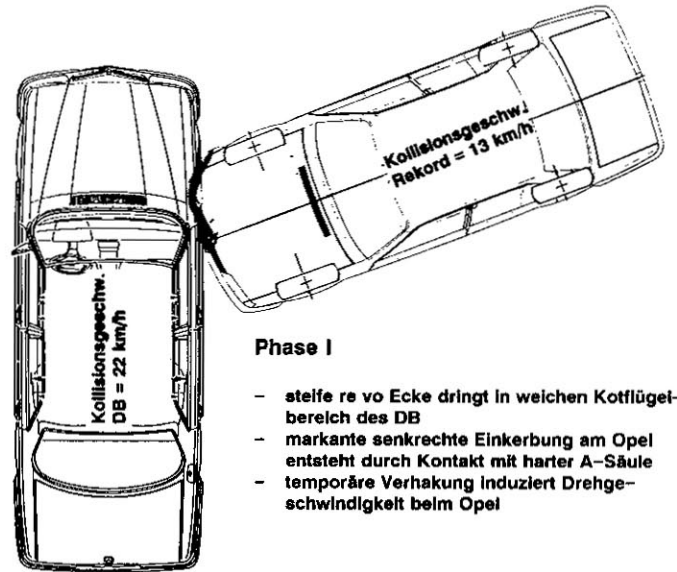 Kollisionsgeschw.
Rekord = 13 km/h
Kollisionsgeschw.
DB = 22 km/h
Phase I
- steife re vo Ecke dringt in weichen Kotflügel-
bereich des DB
- markante senkrechte Einkerbung am Opel
entsteht durch Kontakt mit harter A-Säule
- temporäre Verhakung induziert Drehge-
schwindigkeit beim Opel